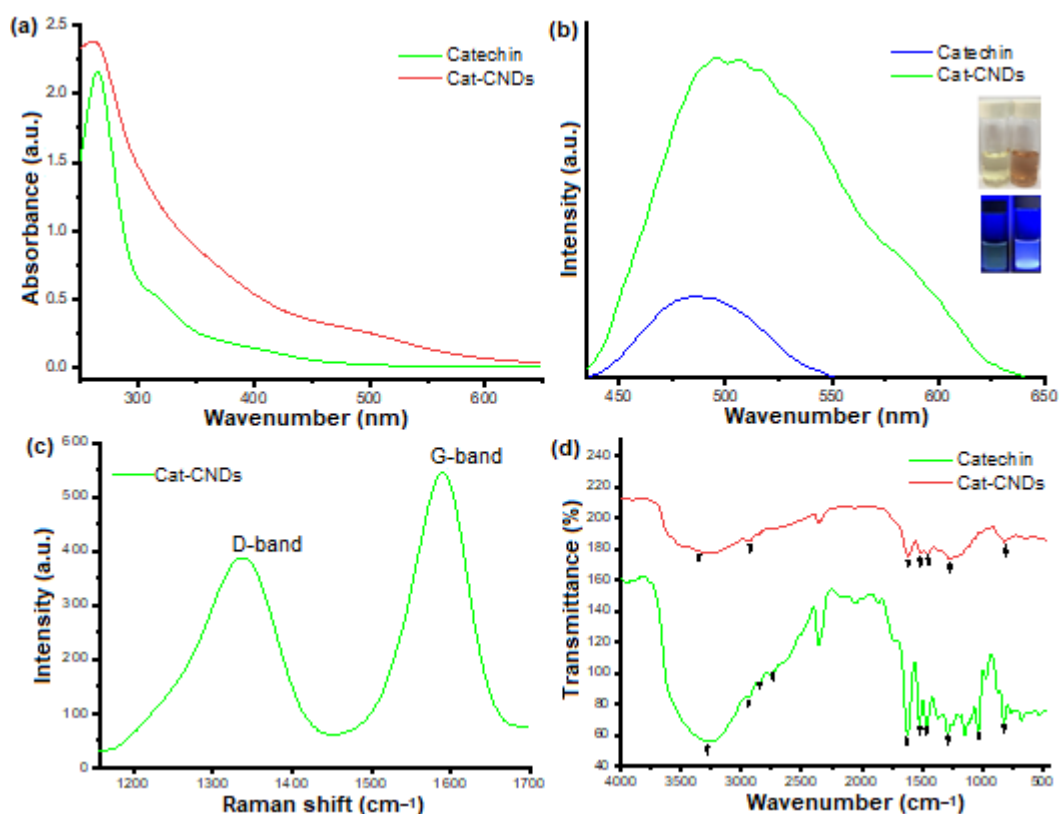 (a)
Catechin
Cat-CNDs
Absorbance (a.u.)
2.5
2.0
1.5
1.0
0.5
0.0
300 400 500 600
Wavenumber (nm)
(b)
Catechin
Cat-CNDs
Intensity (a.u.)
450 500 550 600 650
Wavenumber (nm)
(c)
Cat-CNDs
D-band
G-band
Intensity (a.u.)
600
500
400
300
200
100
0
1200 1300 1400 1500 1600 1700
Raman shift (cm⁻¹)
(d)
Catechin
Cat-CNDs
Transmittance (%)
240
220
200
180
160
140
120
100
80
60
40
4000 3500 3000 2500 2000 1500 1000 500
Wavenumber (cm⁻¹)